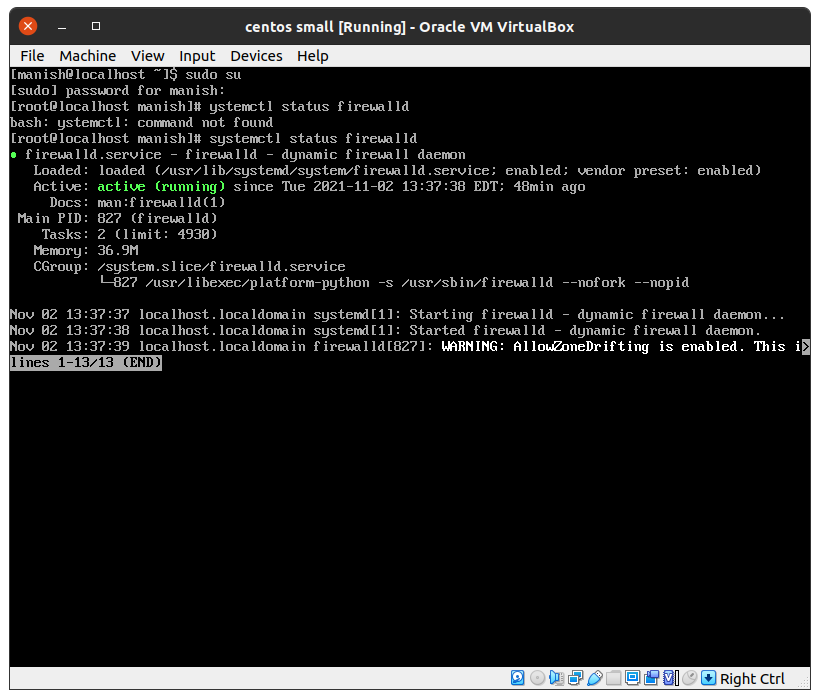 centos small [Running] - Oracle VM VirtualBox
File Machine View Input Devices Help
[manish@localhost ~]$ sudo su
[sudo] password for manish:
[root@localhost manish]# ystemctl status firewalld
bash: ystemctl: command not found
[root@localhost manish]# systemctl status firewalld
● firewalld.service - firewalld - dynamic firewall daemon
   Loaded: loaded (/usr/lib/systemd/system/firewalld.service; enabled; vendor preset: enabled)
   Active: active (running) since Tue 2021-11-02 13:37:38 EDT; 48min ago
     Docs: man:firewalld(1)
 Main PID: 827 (firewalld)
    Tasks: 2 (limit: 4930)
   Memory: 36.9M
   CGroup: /system.slice/firewalld.service
           └─827 /usr/libexec/platform-python -s /usr/sbin/firewalld --nofork --nopid
Nov 02 13:37:37 localhost.localdomain systemd[1]: Starting firewalld - dynamic firewall daemon...
Nov 02 13:37:38 localhost.localdomain systemd[1]: Started firewalld - dynamic firewall daemon.
Nov 02 13:37:39 localhost.localdomain firewalld[827]: WARNING: AllowZoneDrifting is enabled. This i>
lines 1-13/13 (END)
Right Ctrl